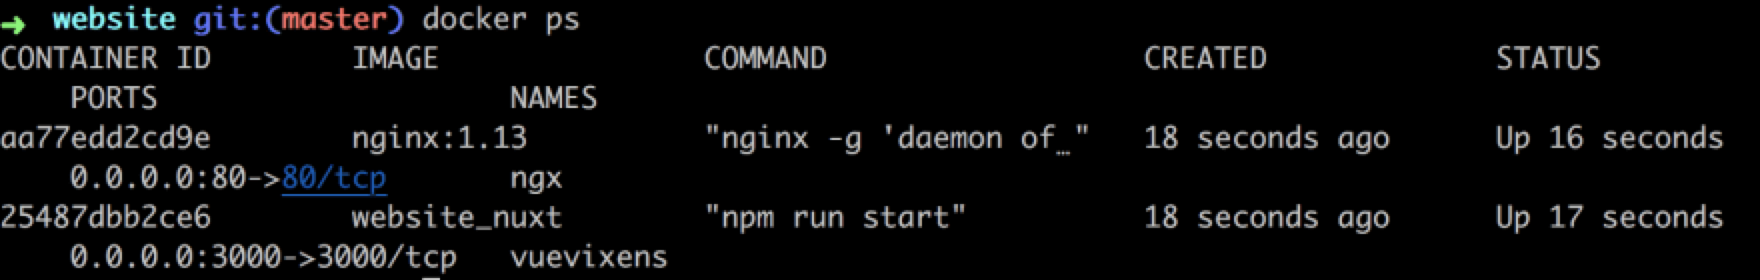 ➜ website git:(master) docker ps
CONTAINER ID        IMAGE               COMMAND                  CREATED             STATUS
    PORTS                    NAMES
aa77edd2cd9e        nginx:1.13          "nginx -g 'daemon of…"   18 seconds ago      Up 16 seconds
    0.0.0.0:80->80/tcp       ngx
25487dbb2ce6        website_nuxt        "npm run start"          18 seconds ago      Up 17 seconds
    0.0.0.0:3000->3000/tcp   vuevixens